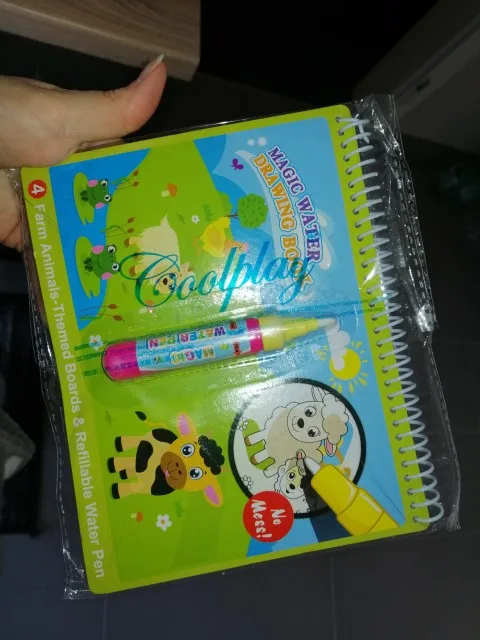 MAGIC WATER
DRAWING BOOK
Coolplay
MAGIC
WATER PEN
No
Mess!
4 Farm Animals-Themed Boards & Refillable Water Pen